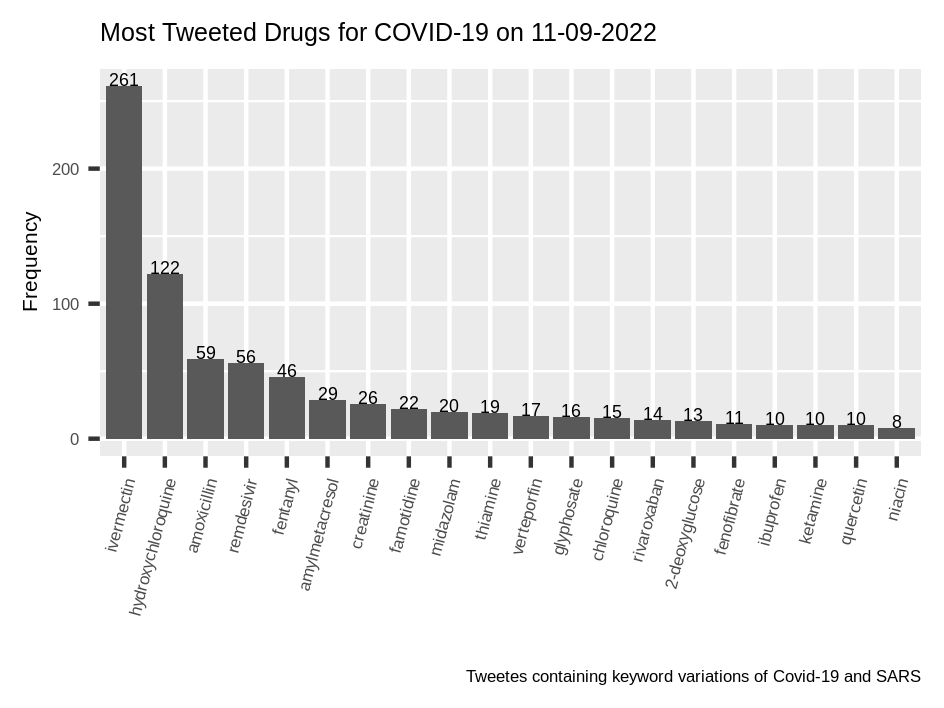 Most Tweeted Drugs for COVID-19 on 11-09-2022
Frequency
200
100
0
261
122
59
56
46
29
26
22
20
19
17
16
15
14
13
11
10
10
10
8
ivermectin
hydroxychloroquine
amoxicillin
remdesivir
fentanyl
amylmetacresol
creatinine
famotidine
midazolam
thiamine
verteporfin
glyphosate
chloroquine
rivaroxaban
2-deoxyglucose
fenofibrate
ibuprofen
ketamine
quercetin
niacin
Tweetes containing keyword variations of Covid-19 and SARS